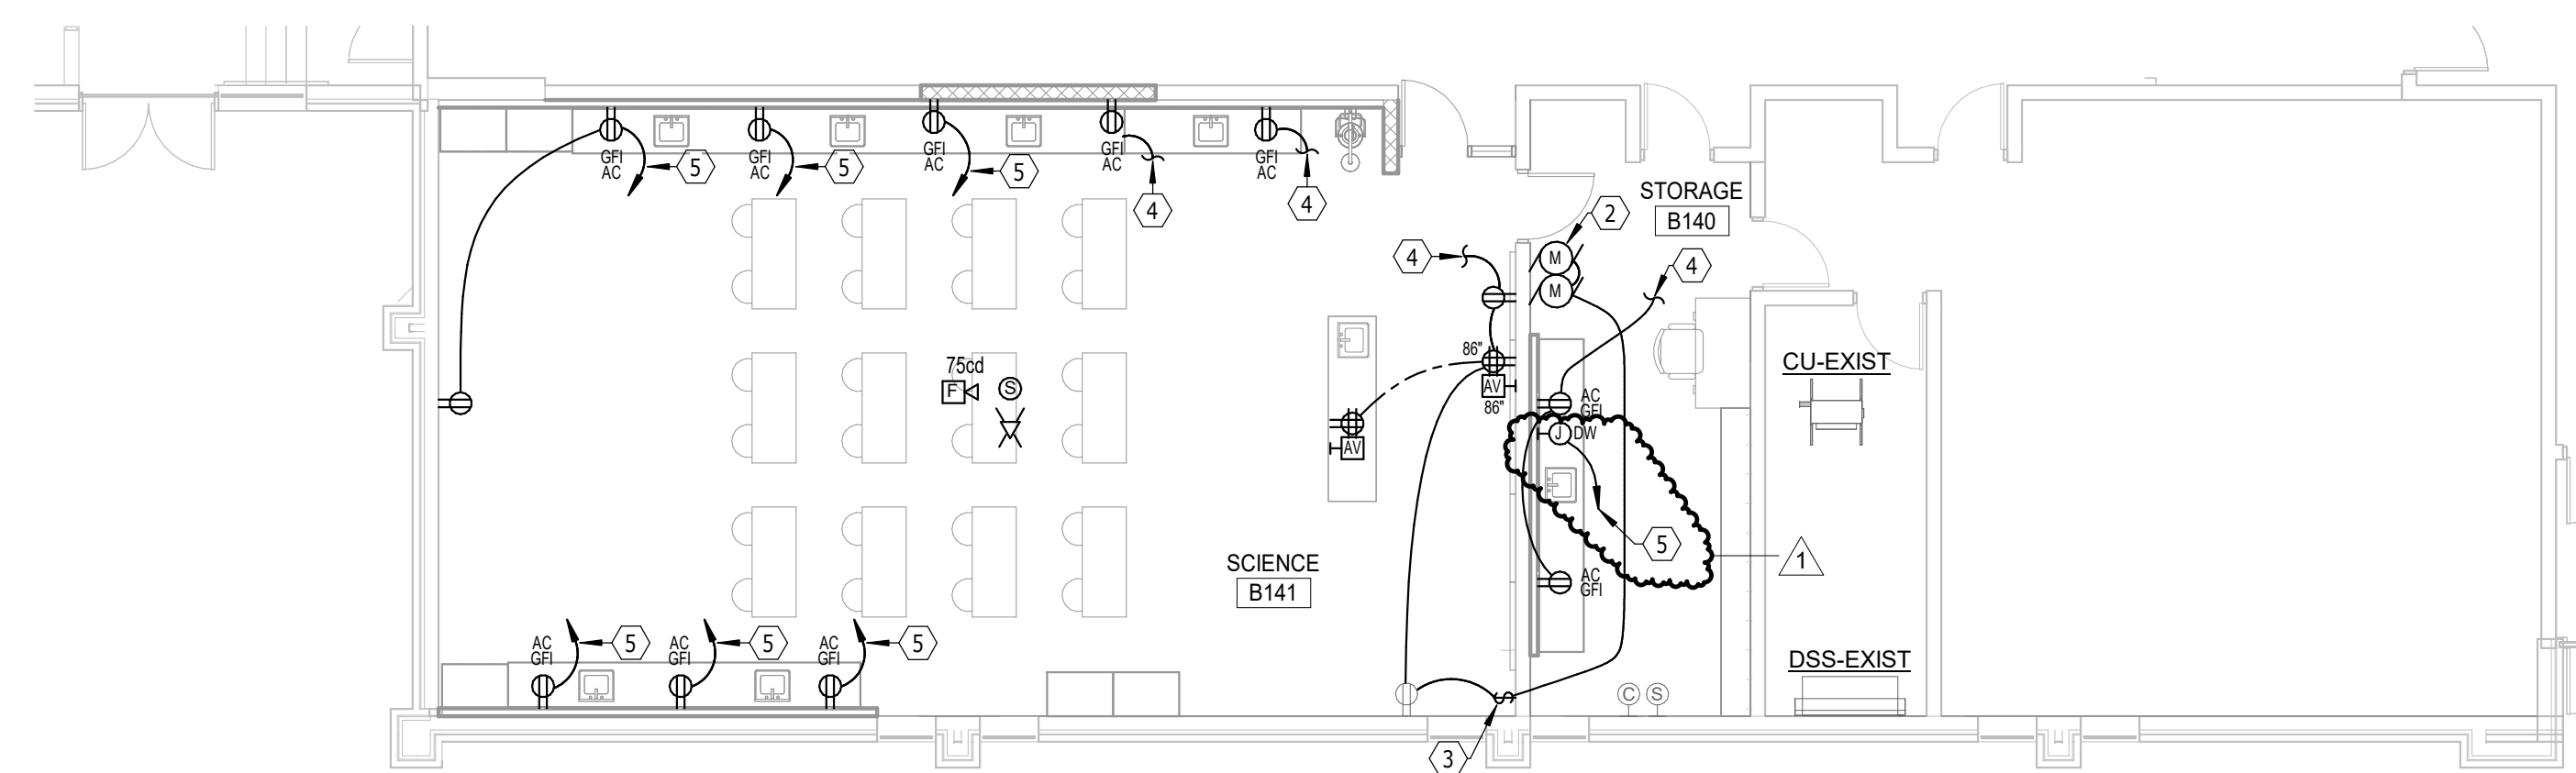 GFI
AC
5
GFI
AC
5
GFI
AC
5
GFI
AC
4
GFI
AC
4
STORAGE
B140
2
M
M
4
4
86"
AV
86"
75cd
F
S
AV
AC
GFI
J DW
5
1
AC
GFI
CU-EXIST
SCIENCE
B141
AC
GFI
5
AC
GFI
5
AC
GFI
5
C S
DSS-EXIST
3